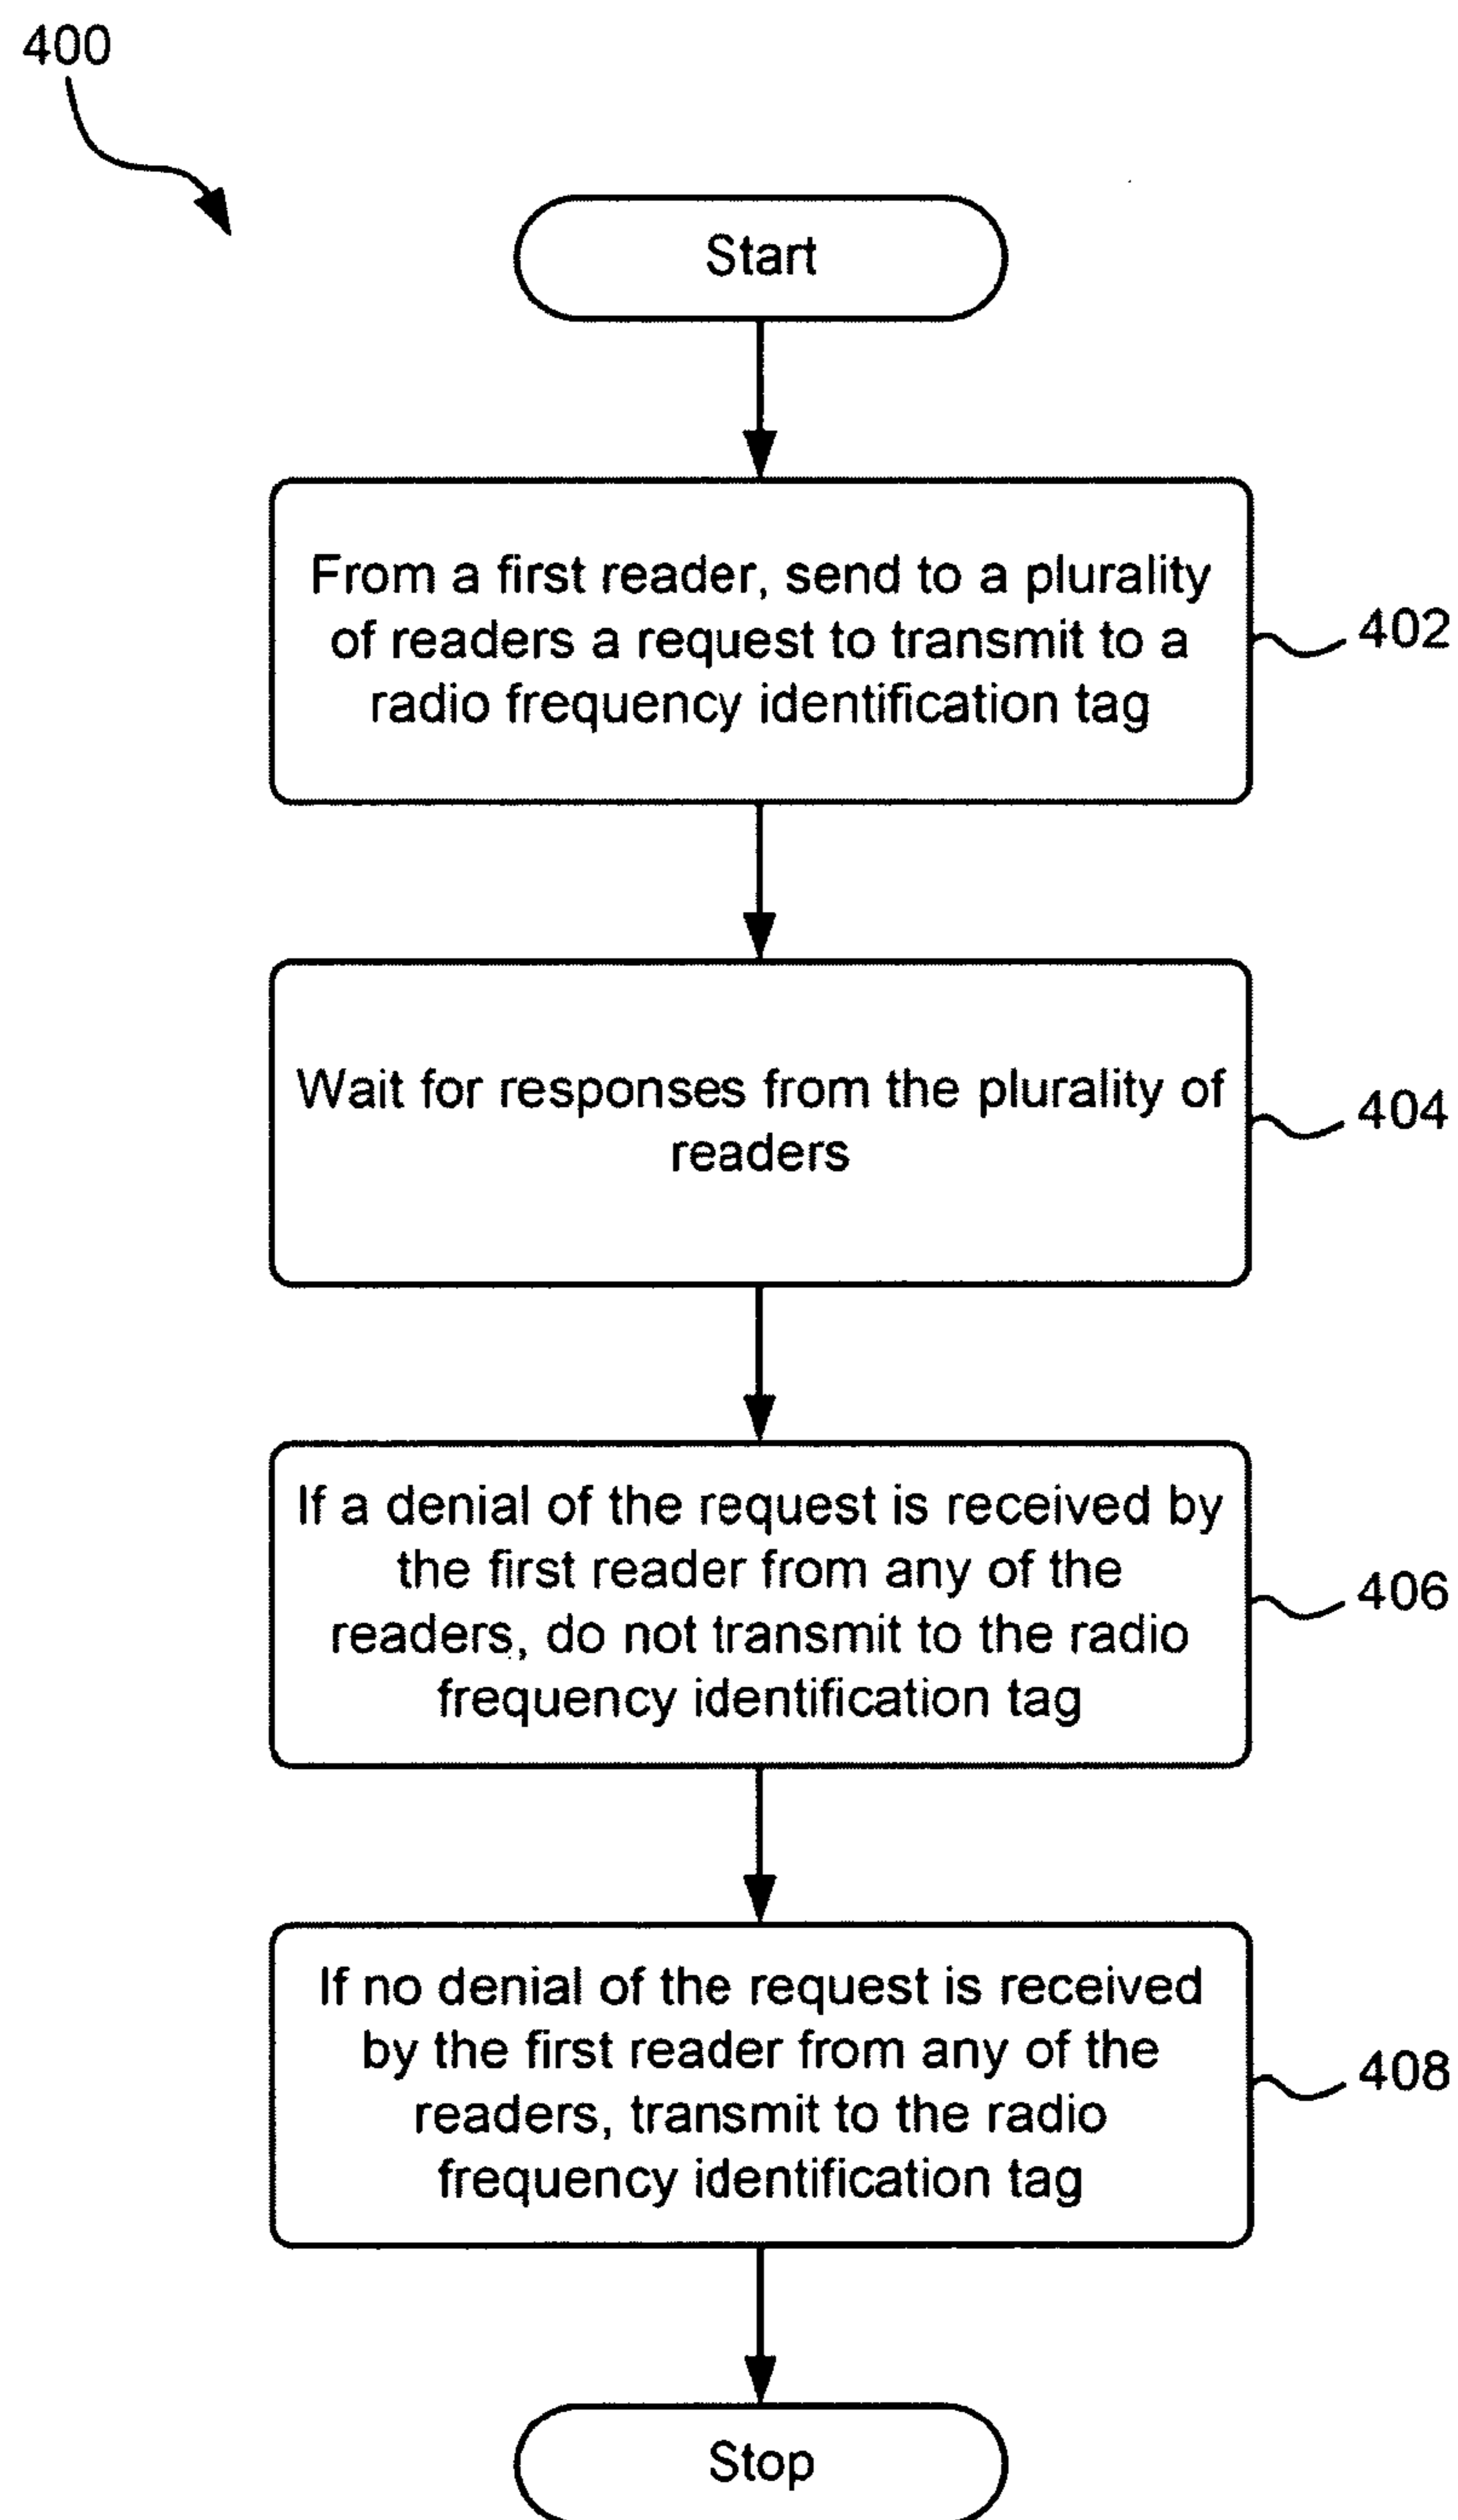 400
Start
From a first reader, send to a plurality
of readers a request to transmit to a
radio frequency identification tag
402
Wait for responses from the plurality of
readers
404
If a denial of the request is received by
the first reader from any of the
readers, do not transmit to the radio
frequency identification tag
406
If no denial of the request is received
by the first reader from any of the
readers, transmit to the radio
frequency identification tag
408
Stop